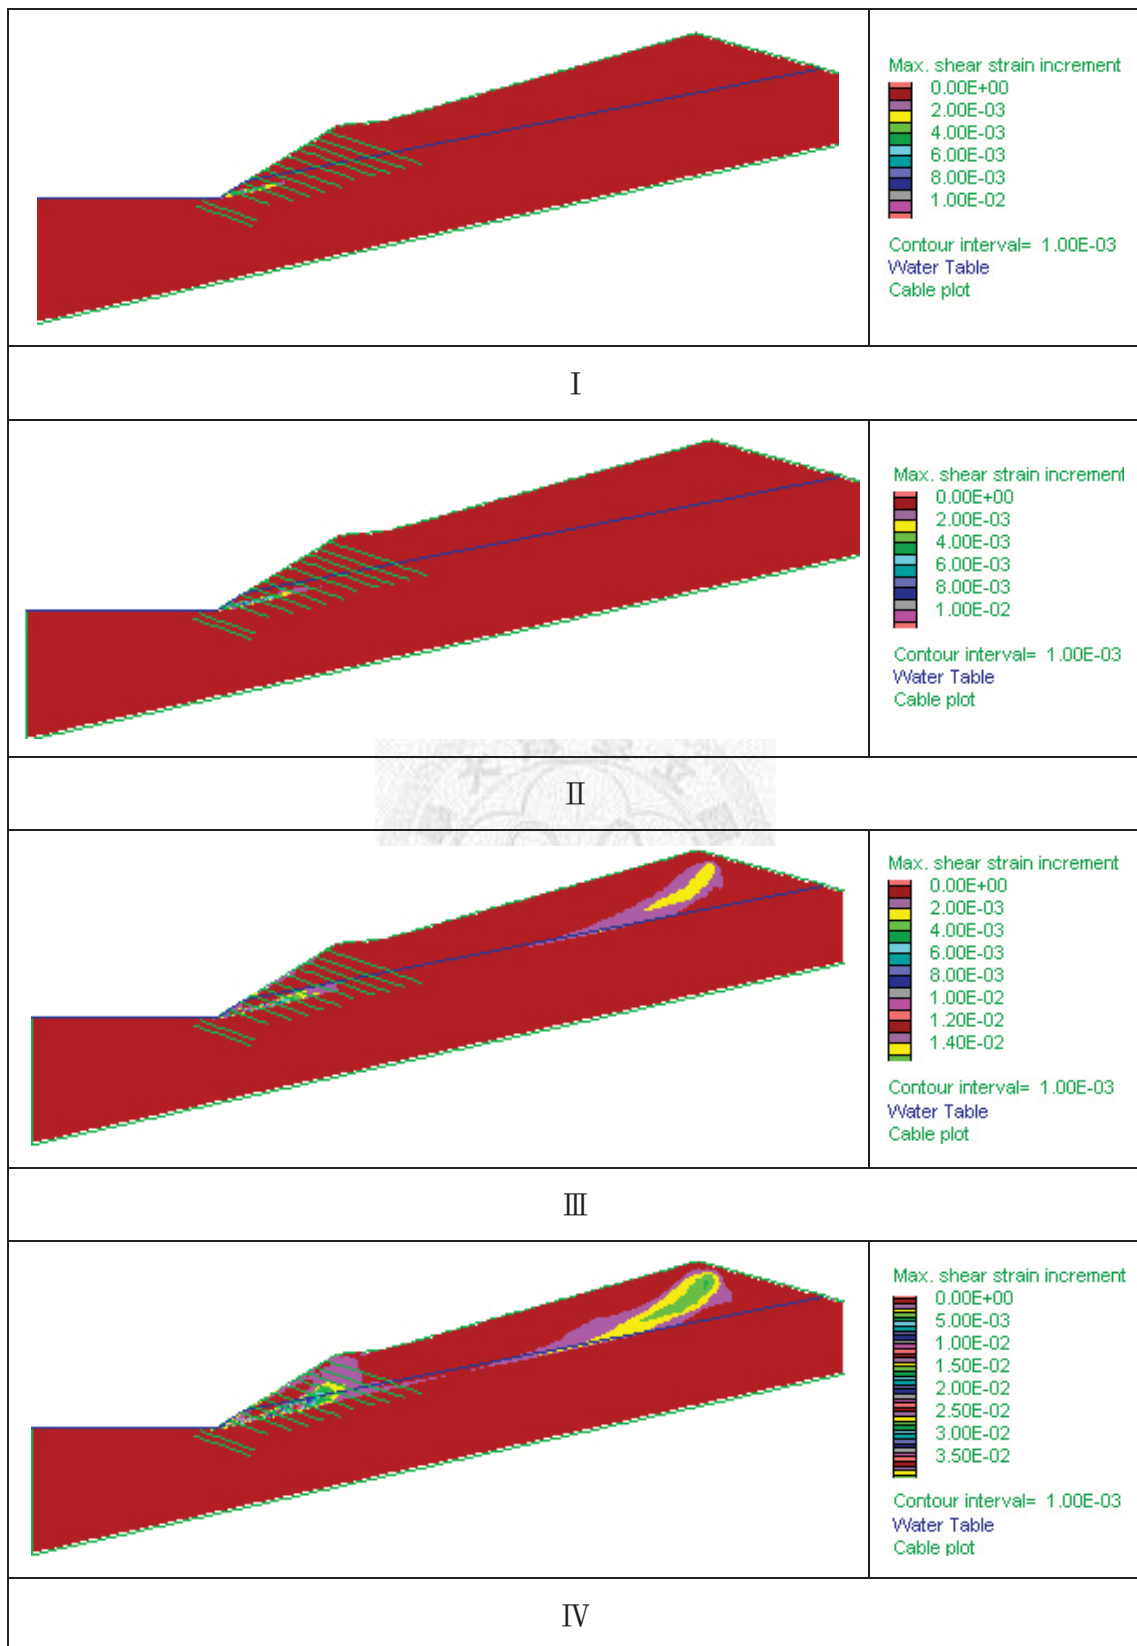 Max. shear strain increment
0.00E+00
2.00E-03
4.00E-03
6.00E-03
8.00E-03
1.00E-02
Contour interval= 1.00E-03
Water Table
Cable plot
Ⅰ
Max. shear strain increment
0.00E+00
2.00E-03
4.00E-03
6.00E-03
8.00E-03
1.00E-02
Contour interval= 1.00E-03
Water Table
Cable plot
Ⅱ
Max. shear strain increment
0.00E+00
2.00E-03
4.00E-03
6.00E-03
8.00E-03
1.00E-02
1.20E-02
1.40E-02
Contour interval= 1.00E-03
Water Table
Cable plot
Ⅲ
Max. shear strain increment
0.00E+00
5.00E-03
1.00E-02
1.50E-02
2.00E-02
2.50E-02
3.00E-02
3.50E-02
Contour interval= 1.00E-03
Water Table
Cable plot
Ⅳ